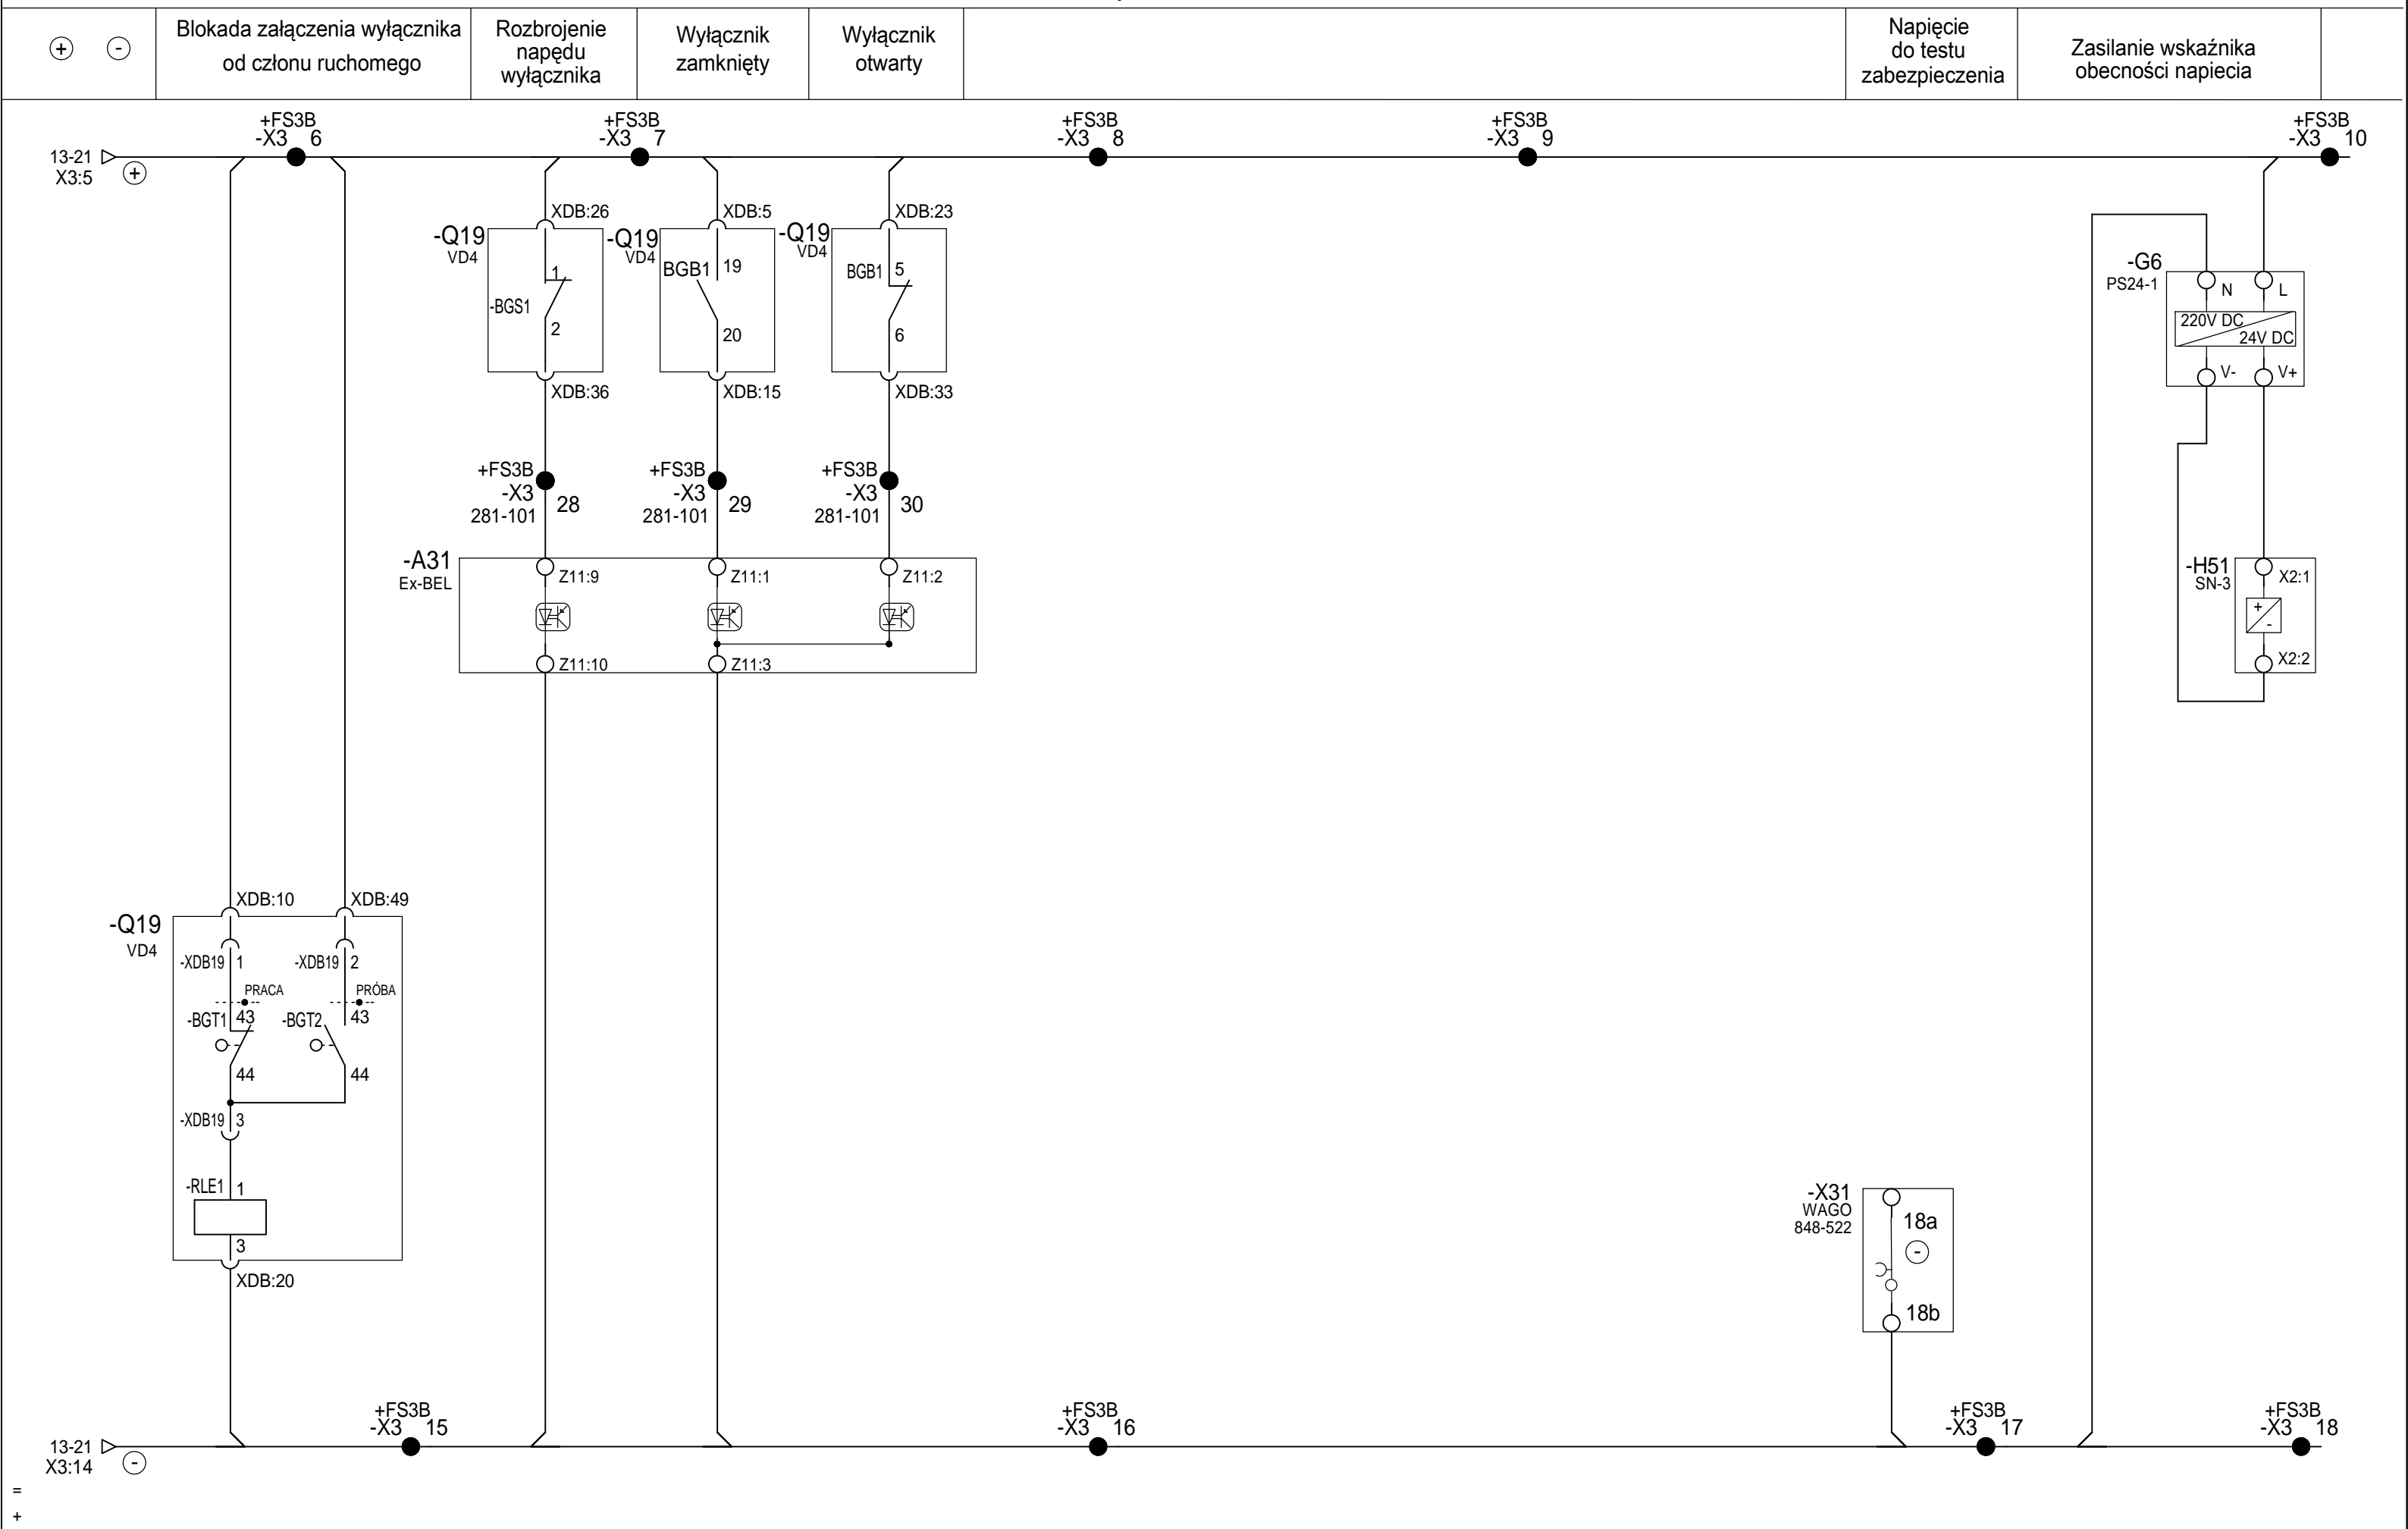 + -
Blokada załączenia wyłącznika
od członu ruchomego
Rozbrojenie
napędu
wyłącznika
Wyłącznik
zamknięty
Wyłącznik
otwarty
Napięcie
do testu
zabezpieczenia
Zasilanie wskaźnika
obecności napiecia
+FS3B
-X3 6
+FS3B
-X3 7
+FS3B
-X3 8
+FS3B
-X3 9
+FS3B
-X3 10
13-21
X3:5
+
XDB:26
-Q19
VD4
1
-BGS1
2
XDB:36
XDB:5
-Q19
VD4
BGB1 19
20
XDB:15
XDB:23
-Q19
VD4
BGB1 5
6
XDB:33
-G6
PS24-1
N L
220V DC
24V DC
V- V+
+FS3B
-X3
281-101
28
+FS3B
-X3
281-101
29
+FS3B
-X3
281-101
30
-A31
Ex-BEL
Z11:9
Z11:1
Z11:2
Z11:10
Z11:3
-H51
SN-3
X2:1
+
-
X2:2
XDB:10
XDB:49
-Q19
VD4
-XDB19 1
-XDB19 2
PRACA
PRÓBA
-BGT1 43
-BGT2 43
44
44
-XDB19 3
-RLE1 1
3
XDB:20
-X31
WAGO
848-522
18a
-
18b
+FS3B
-X3 15
+FS3B
-X3 16
+FS3B
-X3 17
+FS3B
-X3 18
13-21
X3:14
-
=
+